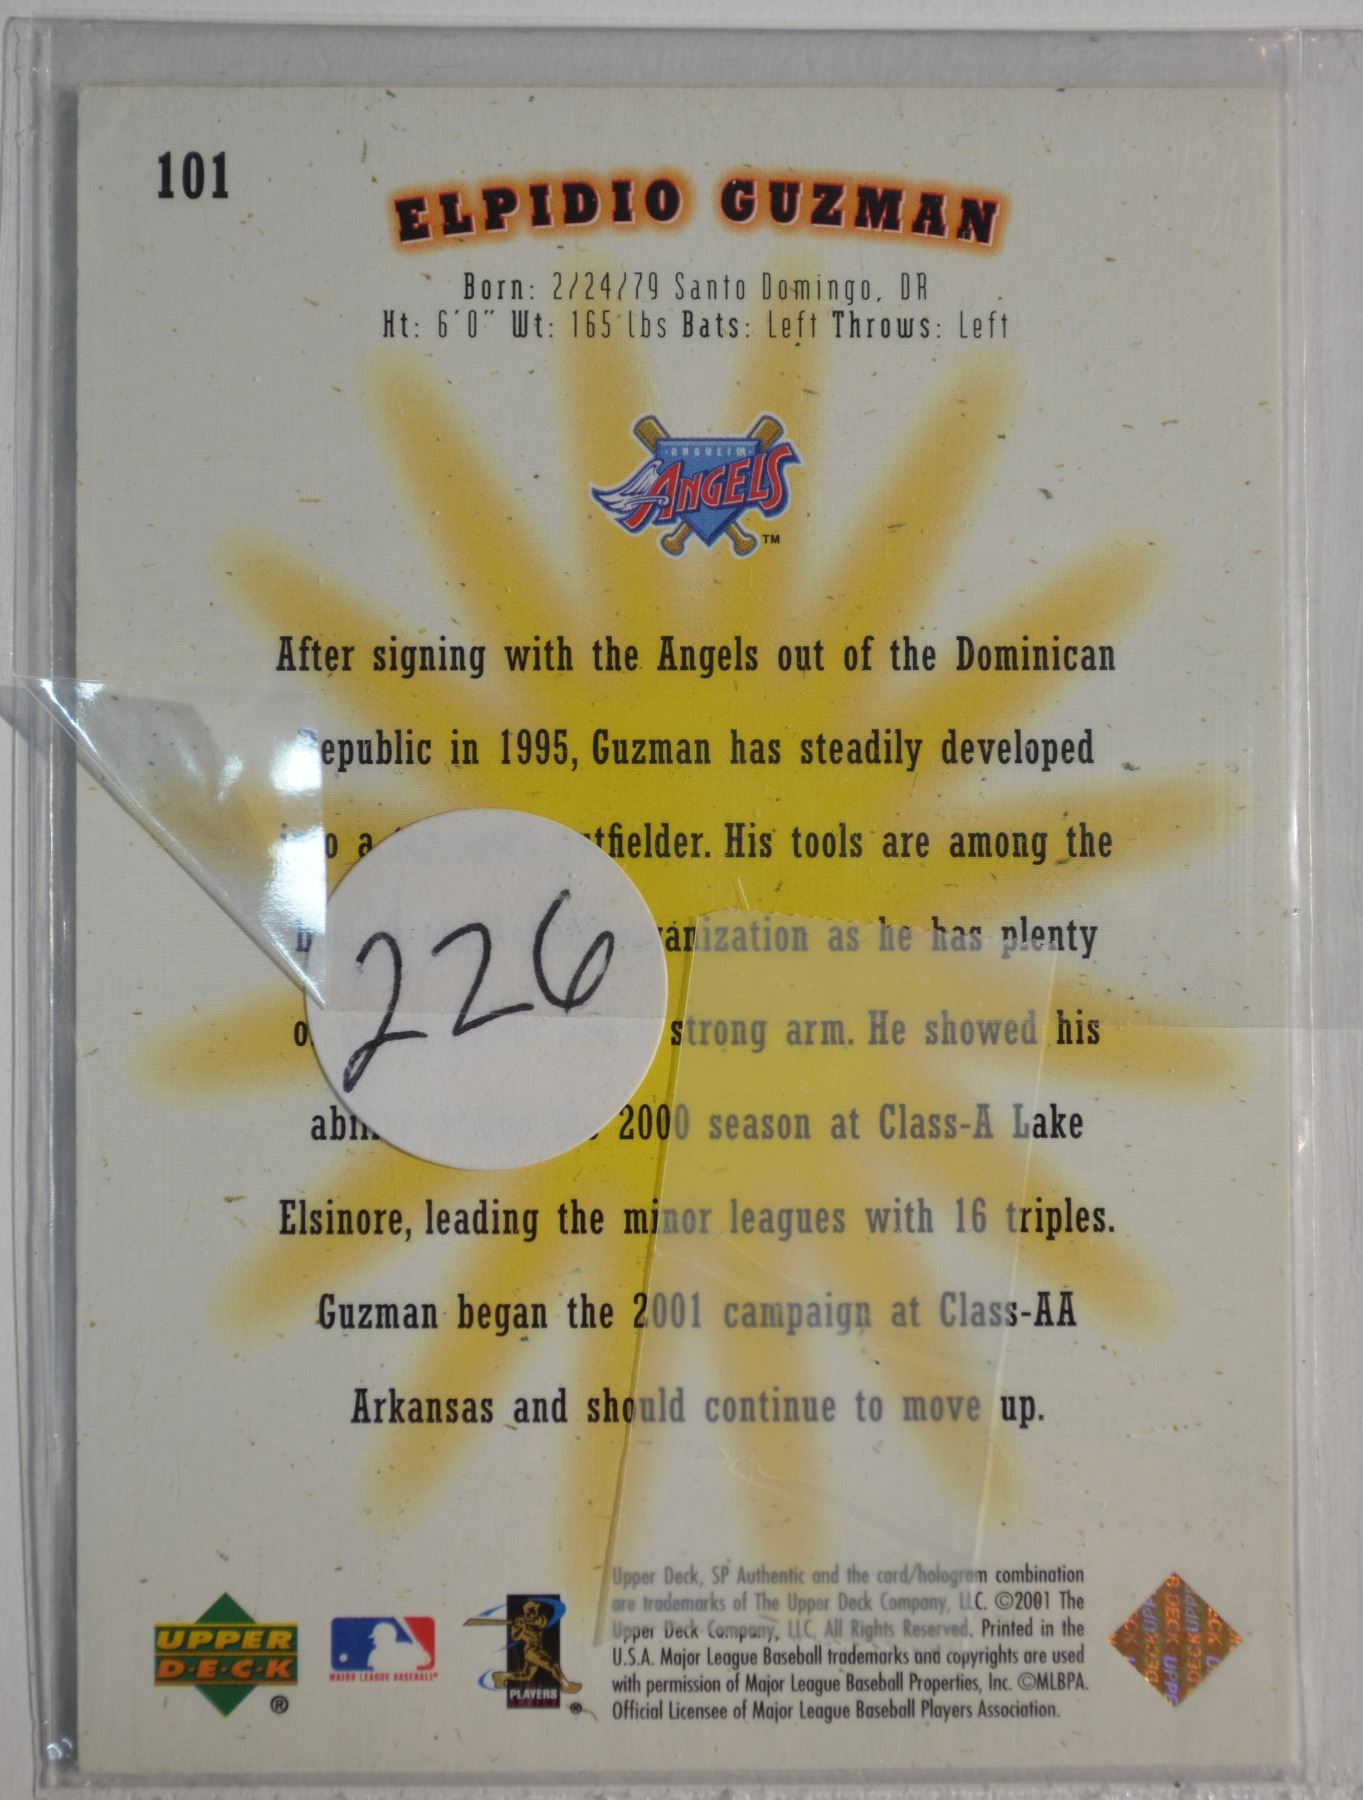 101
ELPIDIO GUZMAN
Born: 2/24/79 Santo Domingo, DR
Ht: 6'0" Wt: 165 lbs Bats: Left Throws: Left
ANAHEIM
ANGELS
TM
After signing with the Angels out of the Dominican
epublic in 1995, Guzman has steadily developed
a tfielder. His tools are among the
anization as he has plenty
strong arm. He showed his
226
2000 season at Class-A Lake
Elsinore, leading the minor leagues with 16 triples.
Guzman began the 2001 campaign at Class-AA
Arkansas and should continue to move up.
Upper Deck, SP Authentic and the card/hologram combination
are trademarks of The Upper Deck Company, LLC. ©2001 The
Upper Deck Company, LLC. All Rights Reserved. Printed in the
U.S.A. Major League Baseball trademarks and copyrights are used
with permission of Major League Baseball Properties, Inc. ©MLBPA.
Official Licensee of Major League Baseball Players Association.
UPPER
D·E·C·K
®
MAJOR LEAGUE BASEBALL
PLAYERS